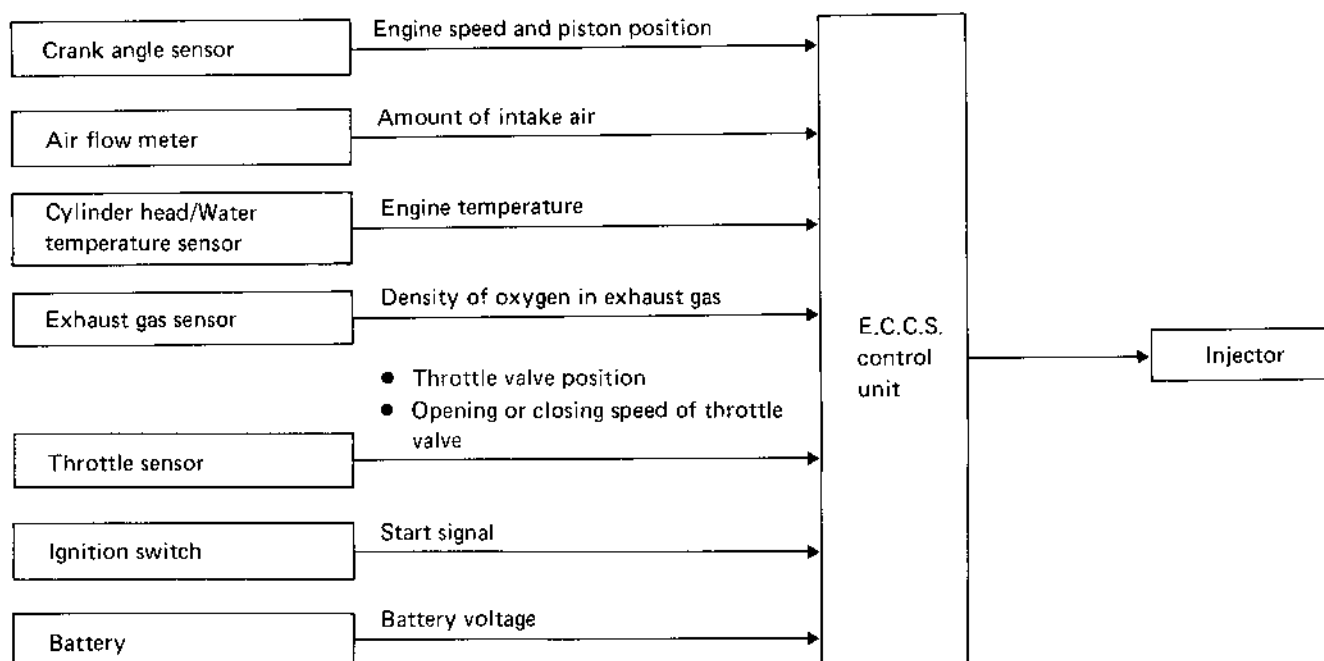 Crank angle sensor
Engine speed and piston position
Air flow meter
Amount of intake air
Cylinder head/Water
temperature sensor
Engine temperature
Exhaust gas sensor
Density of oxygen in exhaust gas
● Throttle valve position
● Opening or closing speed of throttle
valve
Throttle sensor
Ignition switch
Start signal
Battery
Battery voltage
E.C.C.S.
control
unit
Injector